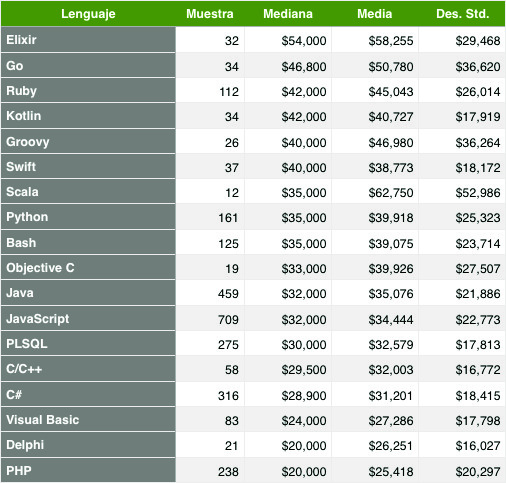 Lenguaje Muestra Mediana Media Des. Std.
Elixir 32 $54,000 $58,255 $29,468
Go 34 $46,800 $50,780 $36,620
Ruby 112 $42,000 $45,043 $26,014
Kotlin 34 $42,000 $40,727 $17,919
Groovy 26 $40,000 $46,980 $36,264
Swift 37 $40,000 $38,773 $18,172
Scala 12 $35,000 $62,750 $52,986
Python 161 $35,000 $39,918 $25,323
Bash 125 $35,000 $39,075 $23,714
Objective C 19 $33,000 $39,926 $27,507
Java 459 $32,000 $35,076 $21,886
JavaScript 709 $32,000 $34,444 $22,773
PLSQL 275 $30,000 $32,579 $17,813
C/C++ 58 $29,500 $32,003 $16,772
C# 316 $28,900 $31,201 $18,415
Visual Basic 83 $24,000 $27,286 $17,798
Delphi 21 $20,000 $26,251 $16,027
PHP 238 $20,000 $25,418 $20,297